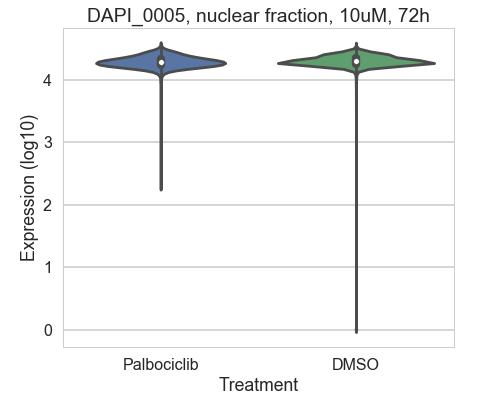 DAPI_0005, nuclear fraction, 10uM, 72h
Expression (log10)
4
3
2
1
0
Palbociclib
DMSO
Treatment